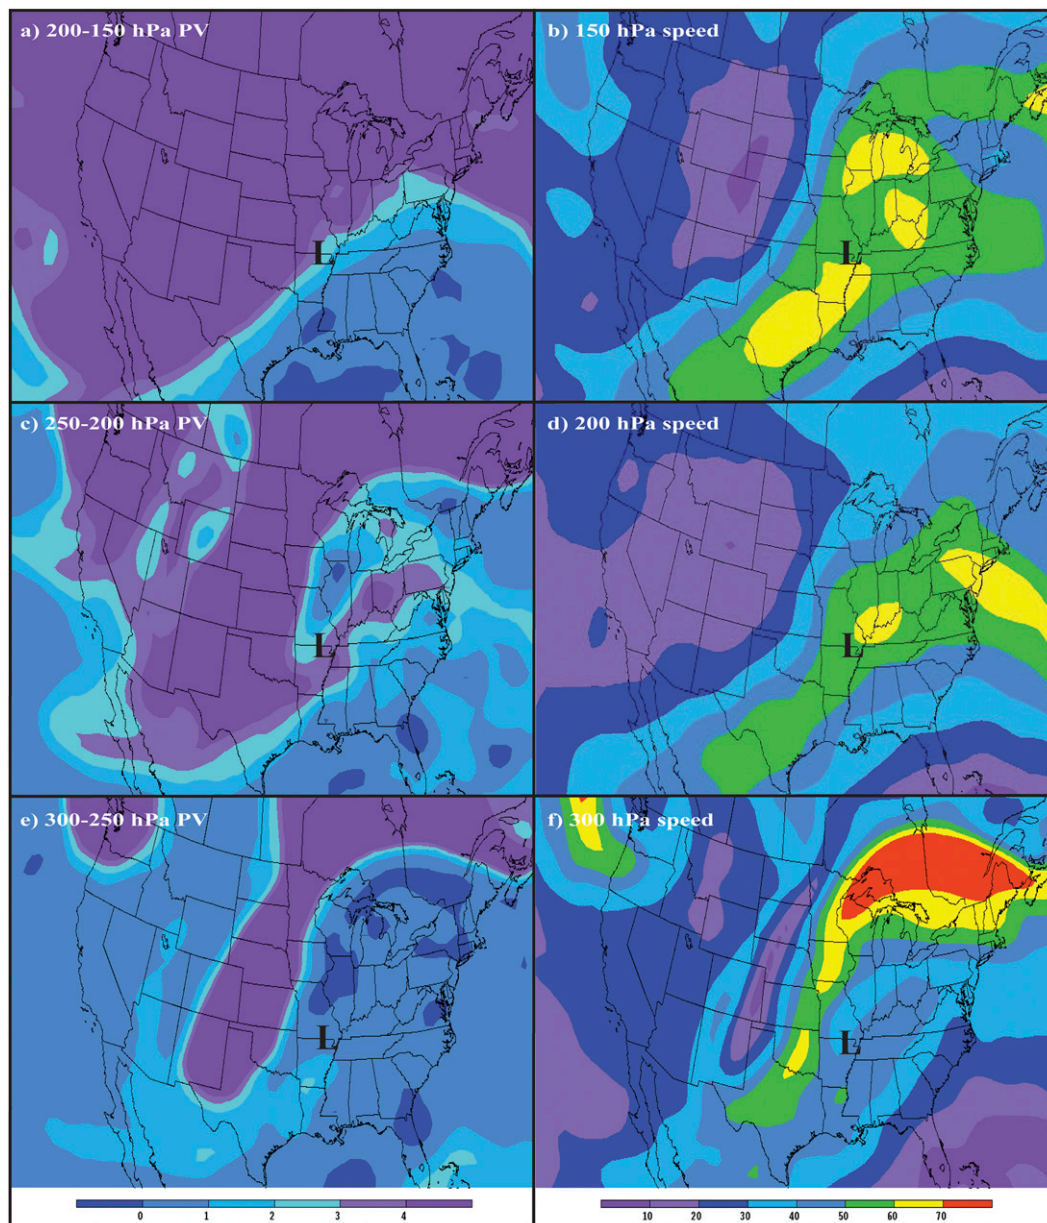 a) 200-150 hPa PV
b) 150 hPa speed
L
L
c) 250-200 hPa PV
d) 200 hPa speed
L
L
e) 300-250 hPa PV
f) 300 hPa speed
L
L
0 1 2 3 4
10 20 30 40 50 60 70